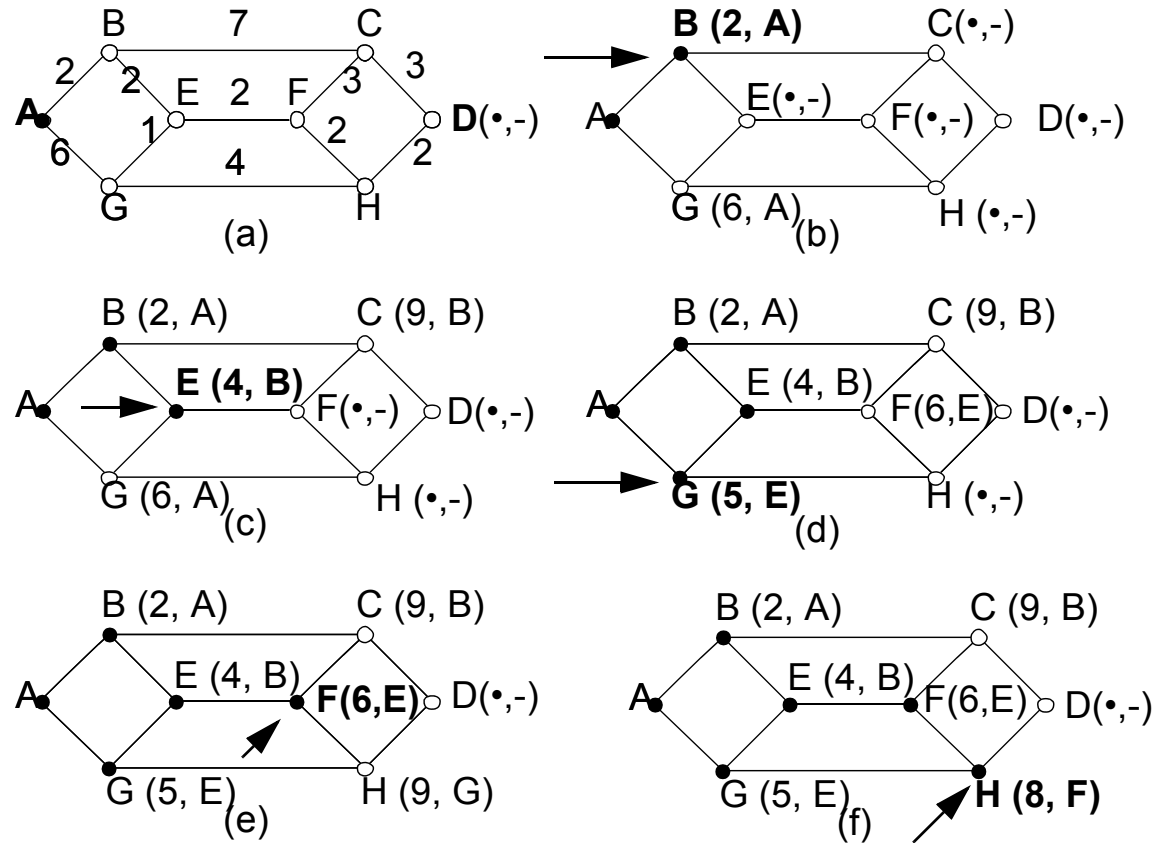 B 7 C
2 2 E 2 F 3 3
A D(•,-)
6 1 4 2 2
G H
(a)
B (2, A) C(•,-)
A E(•,-) F(•,-) D(•,-)
G (6, A) H (•,-)
(b)
B (2, A) C (9, B)
A E (4, B) F(•,-) D(•,-)
G (6, A) H (•,-)
(c)
B (2, A) C (9, B)
A E (4, B) F(6,E) D(•,-)
G (5, E) H (•,-)
(d)
B (2, A) C (9, B)
A E (4, B) F(6,E) D(•,-)
G (5, E) H (9, G)
(e)
B (2, A) C (9, B)
A E (4, B) F(6,E) D(•,-)
G (5, E) H (8, F)
(f)